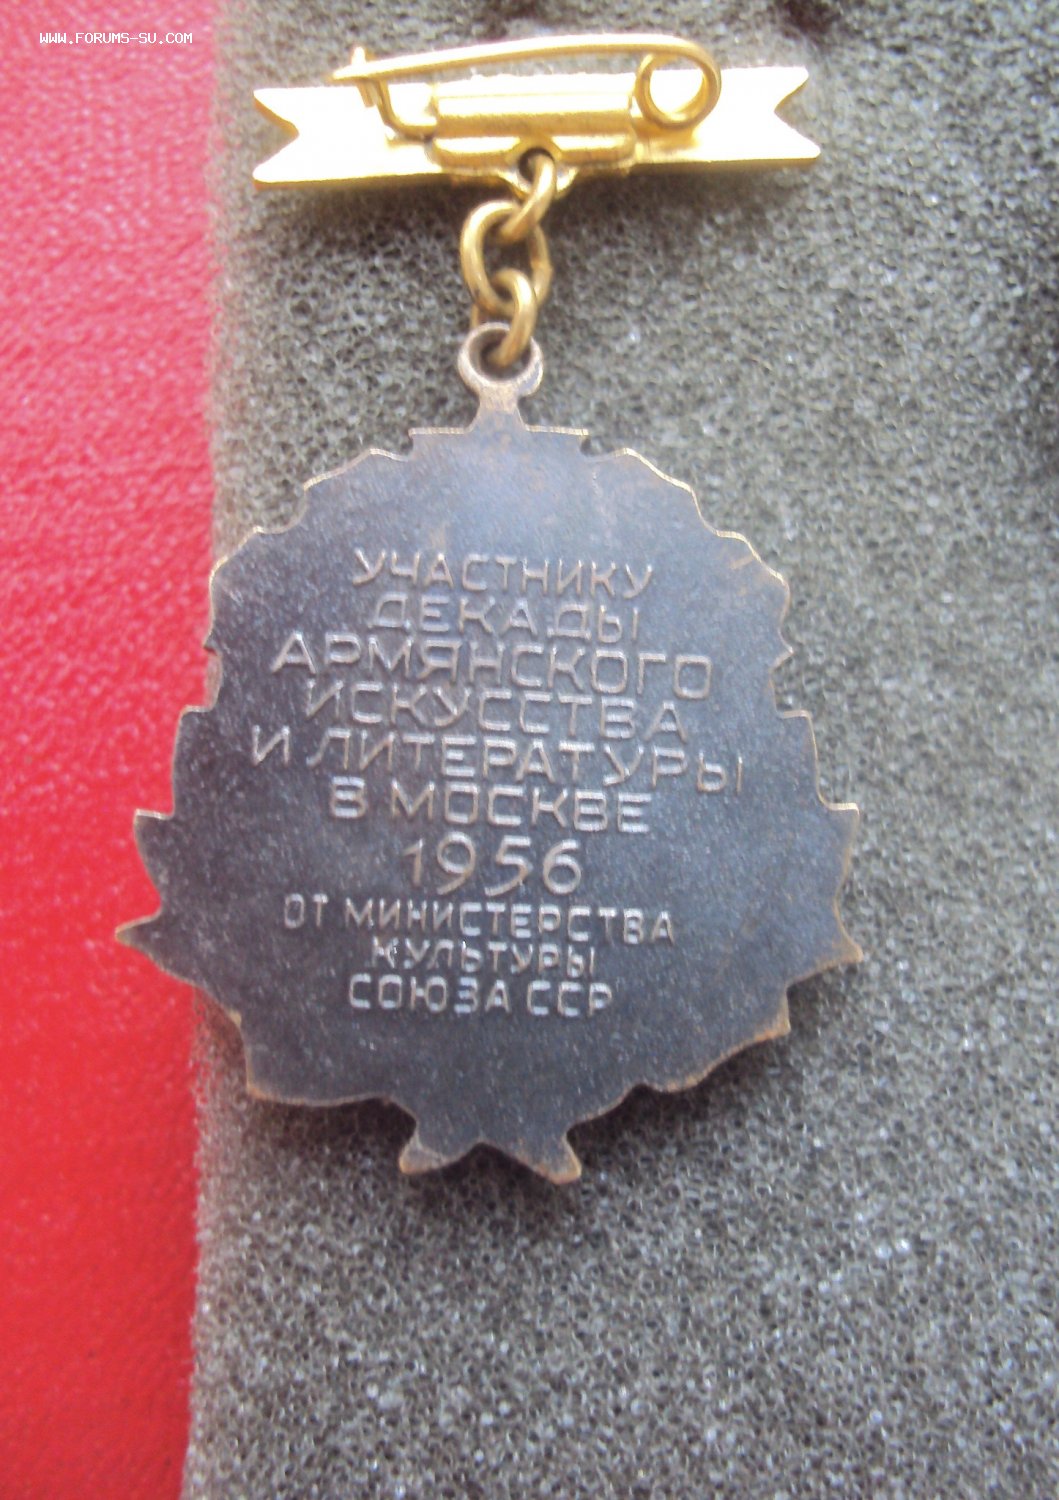 WWW.FORUMS-SU.COM
УЧАСТНИКУ
ДЕКАДЫ
АРМЯНСКОГО
ИСКУССТВА
И ЛИТЕРАТУРЫ
В МОСКВЕ
1956
ОТ МИНИСТЕРСТВА
КУЛЬТУРЫ
СОЮЗА ССР